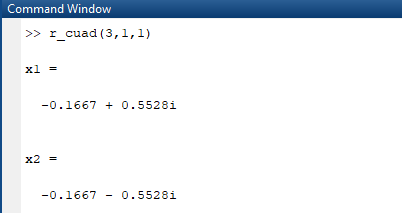 Command Window
>> r_cuad(3,1,1)
x1 =
-0.1667 + 0.5528i
x2 =
-0.1667 - 0.5528i